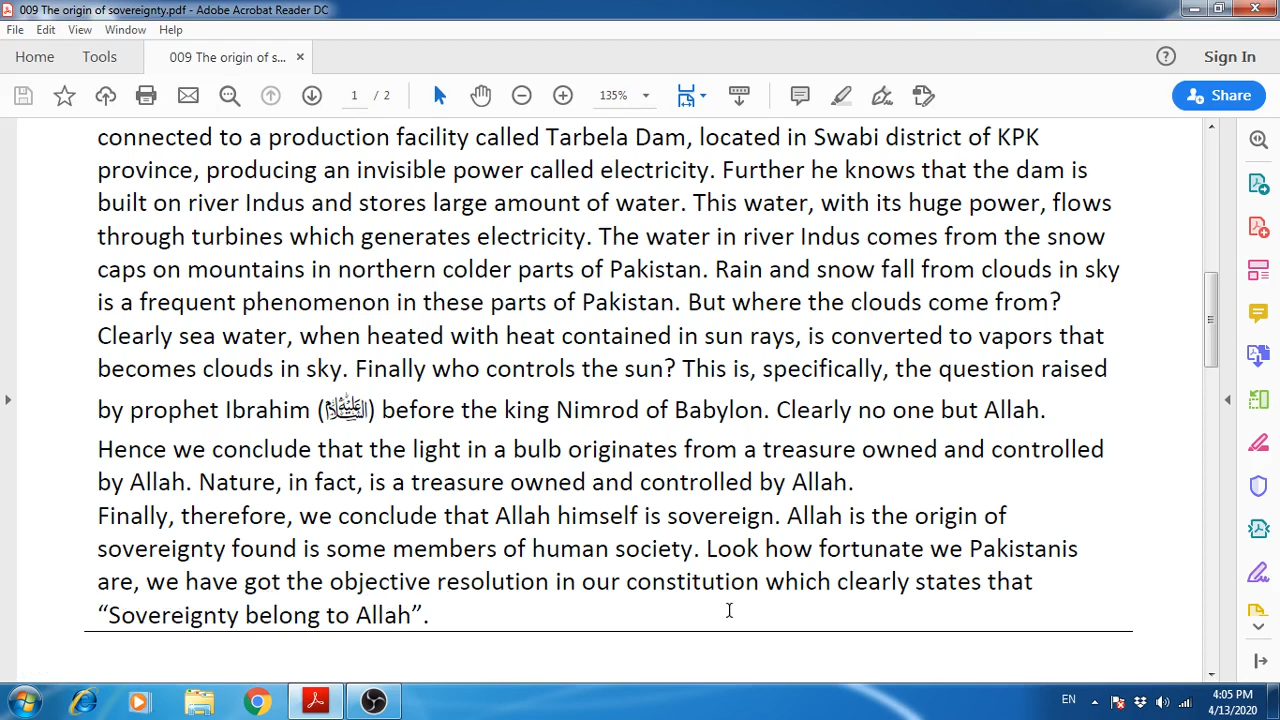 009 The origin of sovereignty.pdf - Adobe Acrobat Reader DC
File Edit View Window Help
Home Tools 009 The origin of s... × Sign In
1 / 2 135% Share
connected to a production facility called Tarbela Dam, located in Swabi district of KPK
province, producing an invisible power called electricity. Further he knows that the dam is
built on river Indus and stores large amount of water. This water, with its huge power, flows
through turbines which generates electricity. The water in river Indus comes from the snow
caps on mountains in northern colder parts of Pakistan. Rain and snow fall from clouds in sky
is a frequent phenomenon in these parts of Pakistan. But where the clouds come from?
Clearly sea water, when heated with heat contained in sun rays, is converted to vapors that
becomes clouds in sky. Finally who controls the sun? This is, specifically, the question raised
by prophet Ibrahim (عَلَيْهِ السَّلَام) before the king Nimrod of Babylon. Clearly no one but Allah.
Hence we conclude that the light in a bulb originates from a treasure owned and controlled
by Allah. Nature, in fact, is a treasure owned and controlled by Allah.
Finally, therefore, we conclude that Allah himself is sovereign. Allah is the origin of
sovereignty found is some members of human society. Look how fortunate we Pakistanis
are, we have got the objective resolution in our constitution which clearly states that
“Sovereignty belong to Allah”.
EN 4:05 PM
4/13/2020